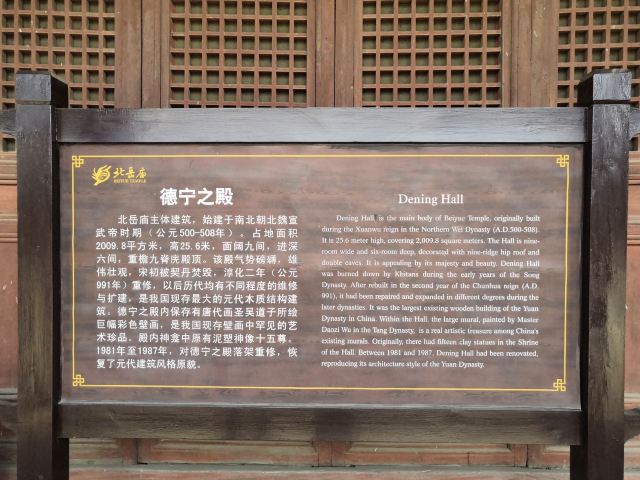 北岳庙
BEIYUE TEMPLE
德宁之殿
北岳庙主体建筑，始建于南北朝北魏宣
武帝时期（公元500-508年）。占地面积
2009.8平方米，高25.6米，面阔九间，进深
六间，重檐九脊庑殿顶。该殿气势磅礴，雄
伟壮观，宋初被契丹焚毁，淳化二年（公元
991年）重修，以后历代均有不同程度的维修
与扩建，是我国现存最大的元代木质结构建
筑。德宁之殿内保存有唐代画圣吴道子所绘
巨幅彩色壁画，是我国现存壁画中罕见的艺
术珍品。殿内神龛中原有泥塑神像十五尊。
1981年至1987年，对德宁之殿落架重修，恢
复了元代建筑风格原貌。
Dening Hall
Dening Hall, is the main body of Beiyue Temple, originally built
during the Xuanwu reign in the Northern Wei Dynasty (A.D.500-508).
It is 25.6 meter high, covering 2,009.8 square meters. The Hall is nine-
room wide and six-room deep, decorated with nine-ridge hip roof and
double eaves. It is appealing by its majesty and beauty. Dening Hall
was burned down by Khitans during the early years of the Song
Dynasty. After rebuilt in the second year of the Chunhua reign (A.D.
991), it had been repaired and expanded in different degrees during the
later dynasties. It was the largest existing wooden building of the Yuan
Dynasty in China. Within the Hall, the large mural, painted by Master
Daozi Wu in the Tang Dynasty, is a real artistic treasure among China's
existing murals. Originally, there had fifteen clay statues in the Shrine
of the Hall. Between 1981 and 1987, Dening Hall had been renovated,
reproducing its architecture style of the Yuan Dynasty.